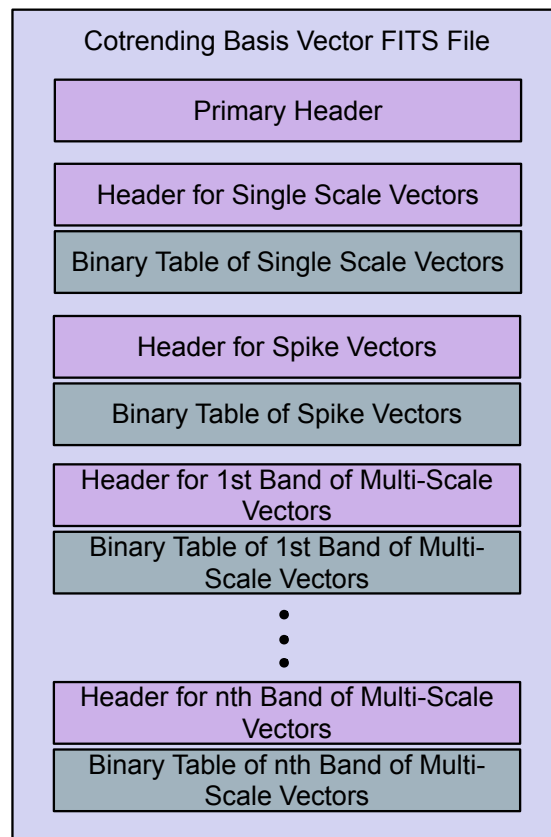 Cotrending Basis Vector FITS File
Primary Header
Header for Single Scale Vectors
Binary Table of Single Scale Vectors
Header for Spike Vectors
Binary Table of Spike Vectors
Header for 1st Band of Multi-Scale
Vectors
Binary Table of 1st Band of Multi-
Scale Vectors
Header for nth Band of Multi-Scale
Vectors
Binary Table of nth Band of Multi-
Scale Vectors